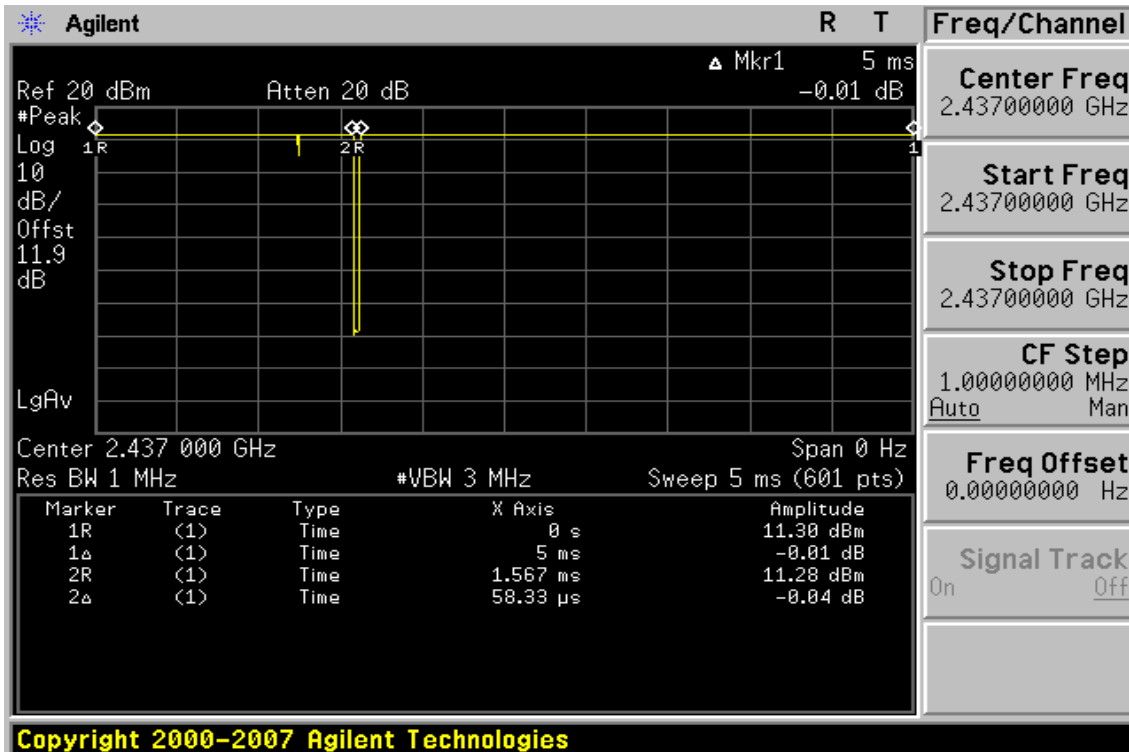 Agilent R T Freq/Channel
Δ Mkr1 5 ms
Ref 20 dBm Atten 20 dB -0.01 dB
#Peak
Log
10
dB/
Offst
11.9
dB
LgAv
1R
2R
1
Center 2.437 000 GHz Span 0 Hz
Res BW 1 MHz #VBW 3 MHz Sweep 5 ms (601 pts)
Marker Trace Type X Axis Amplitude
1R (1) Time 0 s 11.30 dBm
1Δ (1) Time 5 ms -0.01 dB
2R (1) Time 1.567 ms 11.28 dBm
2Δ (1) Time 58.33 µs -0.04 dB
Center Freq
2.43700000 GHz
Start Freq
2.43700000 GHz
Stop Freq
2.43700000 GHz
CF Step
1.00000000 MHz
Auto Man
Freq Offset
0.00000000 Hz
Signal Track
On Off
Copyright 2000-2007 Agilent Technologies